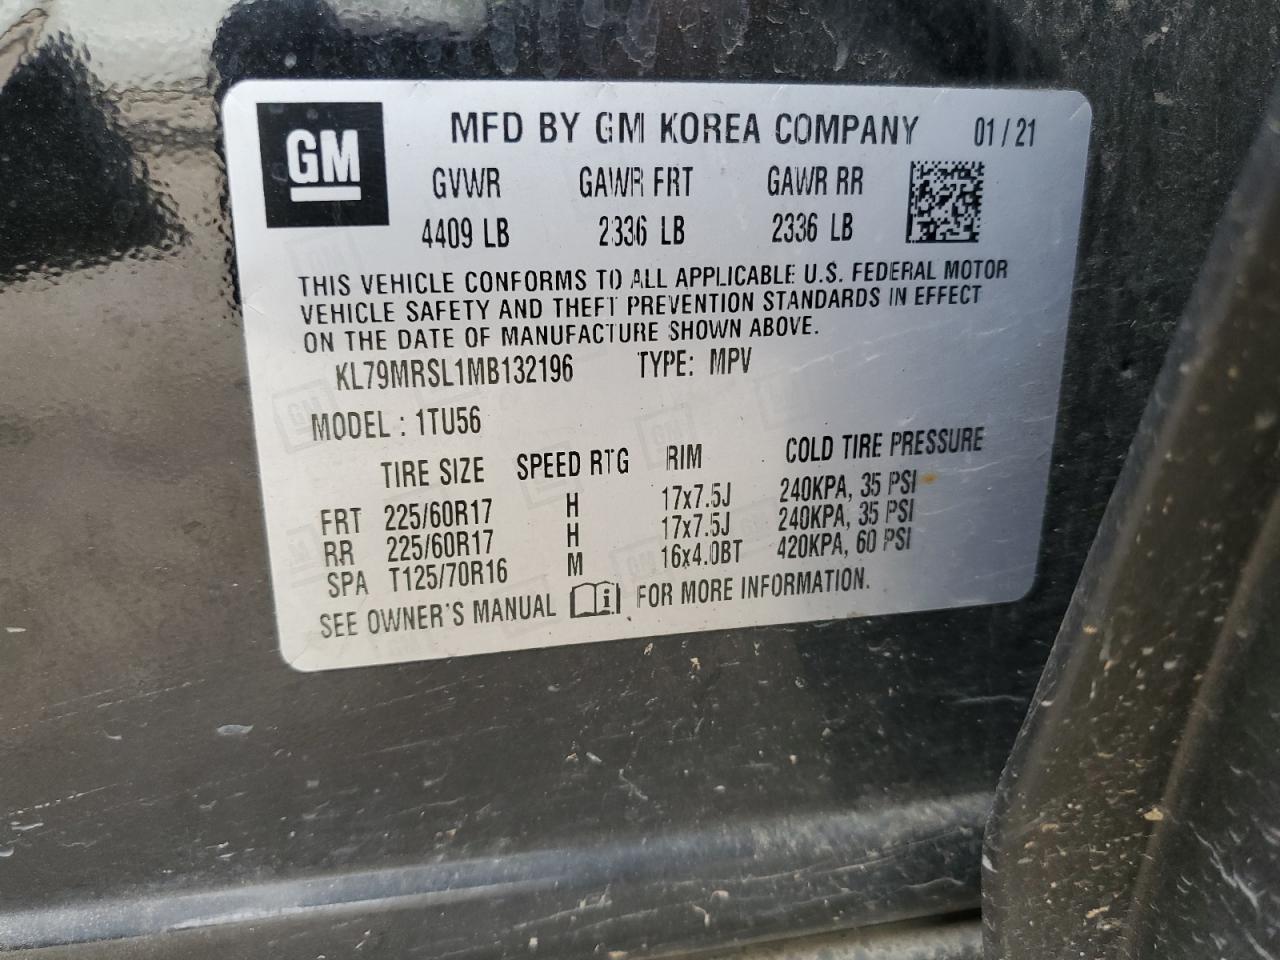 GM
MFD BY GM KOREA COMPANY 01/21
GVWR GAWR FRT GAWR RR
4409 LB 2336 LB 2336 LB
THIS VEHICLE CONFORMS TO ALL APPLICABLE U.S. FEDERAL MOTOR
VEHICLE SAFETY AND THEFT PREVENTION STANDARDS IN EFFECT
ON THE DATE OF MANUFACTURE SHOWN ABOVE.
KL79MRSL1MB132196 TYPE: MPV
MODEL : 1TU56
TIRE SIZE SPEED RTG RIM COLD TIRE PRESSURE
FRT 225/60R17 H 17x7.5J 240KPA, 35 PSI
RR 225/60R17 H 17x7.5J 240KPA, 35 PSI
SPA T125/70R16 M 16x4.0BT 420KPA, 60 PSI
SEE OWNER'S MANUAL i FOR MORE INFORMATION.